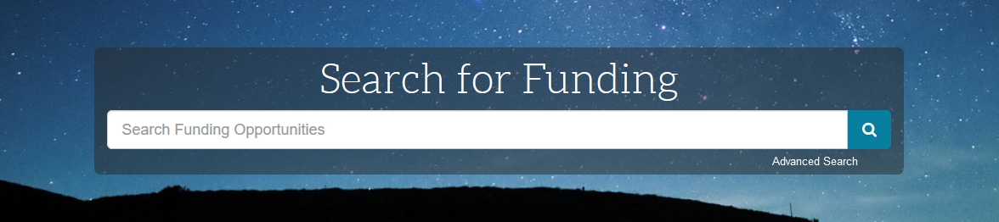 Search for Funding
Search Funding Opportunities
Advanced Search